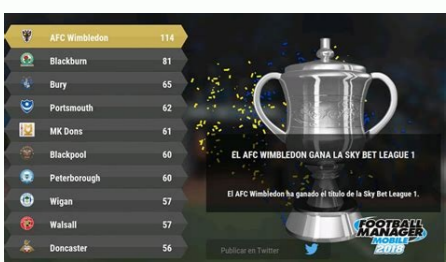 AFC Wimbledon 114
Blackburn 81
Bury 65
Portsmouth 62
MK Dons 61
Blackpool 60
Peterborough 60
Wigan 57
Walsall 57
Doncaster 56
EL AFC WIMBLEDON GANA LA SKY BET LEAGUE 1
El AFC Wimbledon ha ganado el título de la Sky Bet League 1.
Publicar en Twitter
FOOTBALL
MANAGER
MOBILE
2018